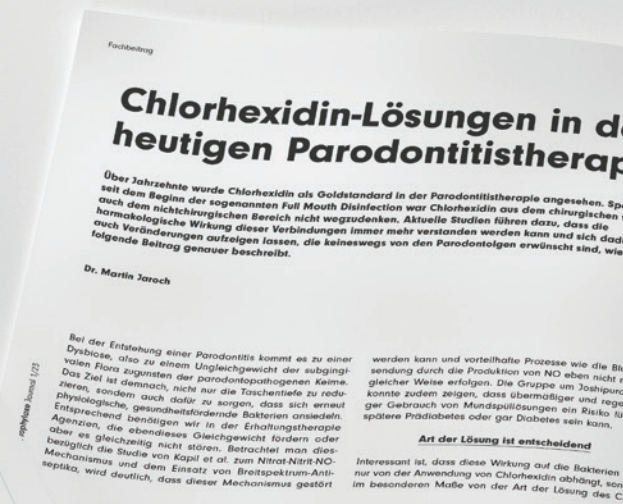 Fachbeitrag
Chlorhexidin-Lösungen in
heutigen Parodontitistherap
Über Jahrzehnte wurde Chlorhexidin als Goldstandard in der Parodontitistherapie angesehen. Sp
seit dem Beginn der sogenannten Full Mouth Disinfection war Chlorhexidin aus dem chirurgischen
auch dem nichtchirurgischen Bereich nicht wegzudenken. Aktuelle Studien führen dazu, dass die
harmakologische Wirkung dieser Verbindungen immer mehr verstanden werden kann und sich dad
auch Veränderungen aufzeigen lassen, die keineswegs von den Parodontolgen erwünscht sind, wie
folgende Beitrag genauer beschreibt.
Dr. Martin Jaroch
Bei der Entstehung einer Parodontitis kommt es zu einer
Dysbiose, also zu einem Ungleichgewicht der subgingi-
valen Flora zugunsten der parodontopathogenen Keime.
Das Ziel ist demnach, nicht nur die Taschentiefe zu redu-
zieren, sondern auch dafür zu sorgen, dass sich erneut
physiologische, gesundheitsfördernde Bakterien ansiedeln.
Entsprechend benötigen wir in der Erhaltungstherapie
Agenzien, die ebendieses Gleichgewicht fördern oder
aber es gleichzeitig nicht stören. Betrachtet man dies-
bezüglich die Studie von Kapil et al. zum Nitrat-Nitrit-NO-
Mechanismus und dem Einsatz von Breitspektrum-Anti-
septika, wird deutlich, dass dieser Mechanismus gestört
werden kann und vorteilhafte Prozesse wie die Bl
sendung durch die Produktion von NO eben nicht
gleicher Weise erfolgen. Die Gruppe um Joshipur
konnte zudem zeigen, dass übermäßiger und rege
ger Gebrauch von Mundspüllösungen ein Risiko fü
spätere Prädiabetes oder gar Diabetes sein kann.
Art der Lösung ist entscheidend
Interessant ist, dass diese Wirkung auf die Bakterien
nur von der Anwendung von Chlorhexidin abhängt, son
im besonderen Maße von der Art der Lösung des C
rophylaxe Journal 1/23